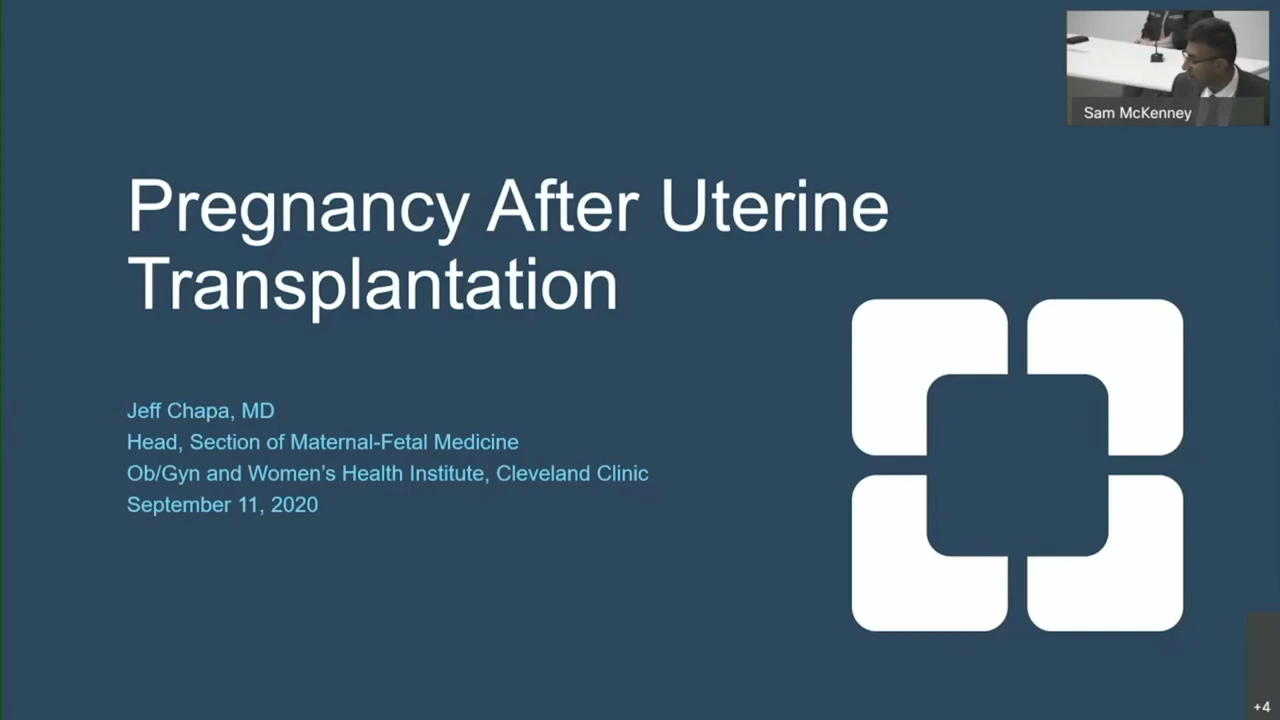 Sam McKenney
Pregnancy After Uterine
Transplantation
Jeff Chapa, MD
Head, Section of Maternal-Fetal Medicine
Ob/Gyn and Women's Health Institute, Cleveland Clinic
September 11, 2020
+4